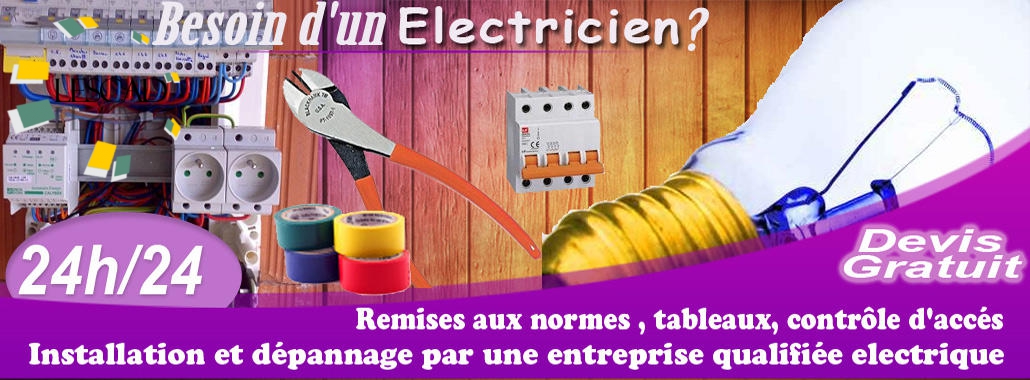 Besoin d'un Electricien?
24h/24
Devis
Gratuit
Remises aux normes , tableaux, contrôle d'accés
Installation et dépannage par une entreprise qualifiée electrique